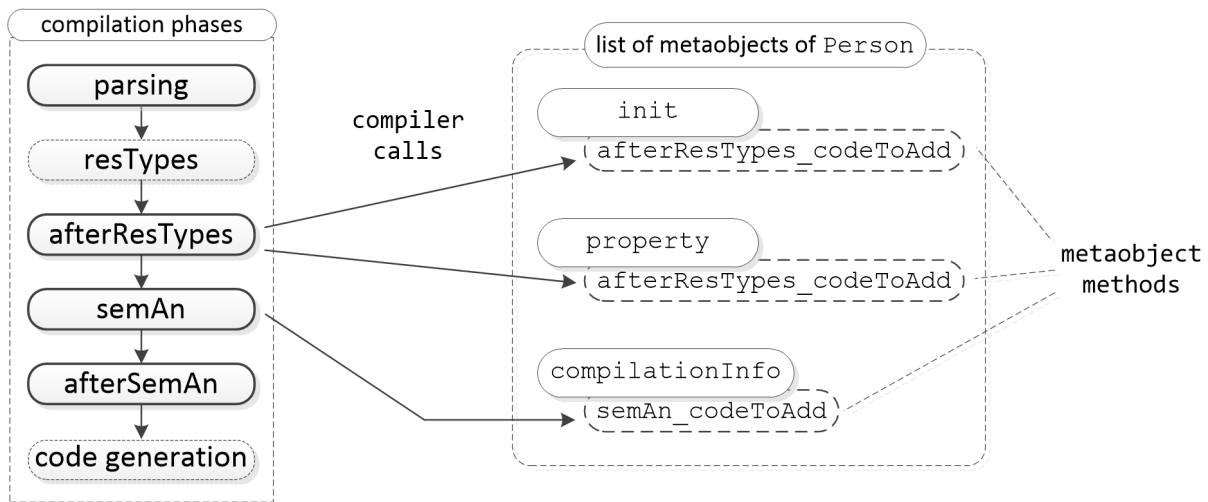 compilation phases
parsing
resTypes
afterResTypes
semAn
afterSemAn
code generation
compiler
calls
list of metaobjects of Person
init
afterResTypes_codeToAdd
property
afterResTypes_codeToAdd
compilationInfo
semAn_codeToAdd
metaobject
methods